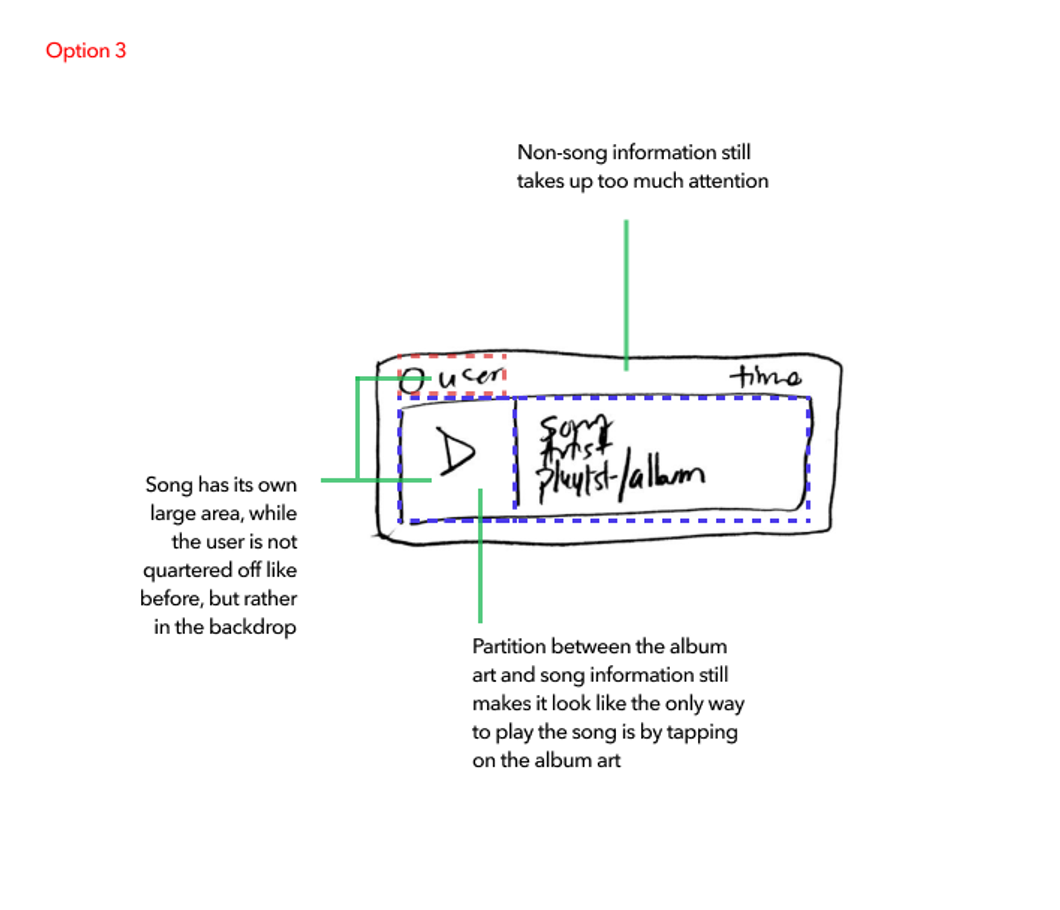 Option 3
Non-song information still
takes up too much attention
user
time
song
Artist
playlst/album
Song has its own
large area, while
the user is not
quartered off like
before, but rather
in the backdrop
Partition between the album
art and song information still
makes it look like the only way
to play the song is by tapping
on the album art